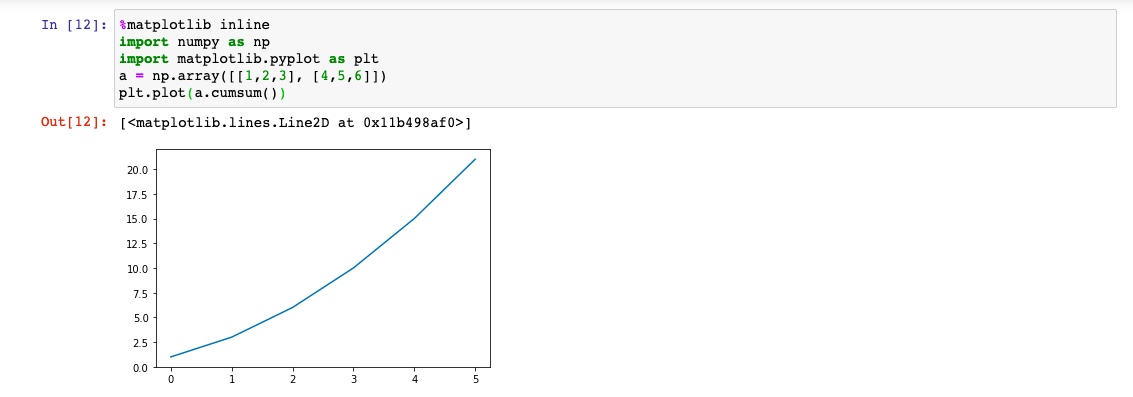 In [12]: %matplotlib inline
import numpy as np
import matplotlib.pyplot as plt
a = np.array([[1,2,3], [4,5,6]])
plt.plot(a.cumsum())
Out[12]: [<matplotlib.lines.Line2D at 0x11b498af0>]
20.0
17.5
15.0
12.5
10.0
7.5
5.0
2.5
0.0
0 1 2 3 4 5